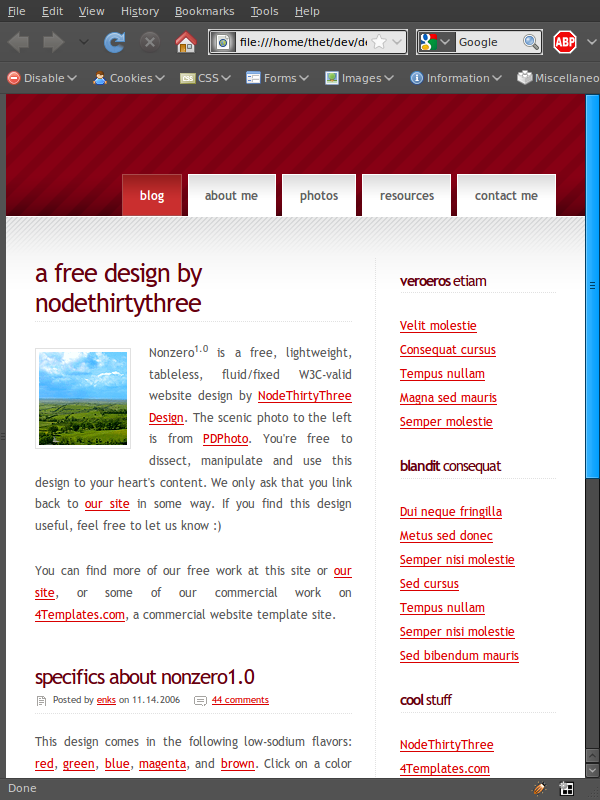 File Edit View History Bookmarks Tools Help
file:///home/thet/dev/d
Google
ABP
Disable Cookies CSS Forms Images Information Miscellaneo
blog about me photos resources contact me
a free design by
nodethirtythree
Nonzero1.0 is a free, lightweight,
tableless, fluid/fixed W3C-valid
website design by NodeThirtyThree
Design. The scenic photo to the left
is from PDPhoto. You're free to
dissect, manipulate and use this
design to your heart's content. We only ask that you link
back to our site in some way. If you find this design
useful, feel free to let us know :)
You can find more of our free work at this site or our
site, or some of our commercial work on
4Templates.com, a commercial website template site.
specifics about nonzero1.0
Posted by enks on 11.14.2006 44 comments
This design comes in the following low-sodium flavors:
red, green, blue, magenta, and brown. Click on a color
veroeros etiam
Velit molestie
Consequat cursus
Tempus nullam
Magna sed mauris
Semper molestie
blandit consequat
Dui neque fringilla
Metus sed donec
Semper nisi molestie
Sed cursus
Tempus nullam
Semper nisi molestie
Sed bibendum mauris
cool stuff
NodeThirtyThree
4Templates.com
Done